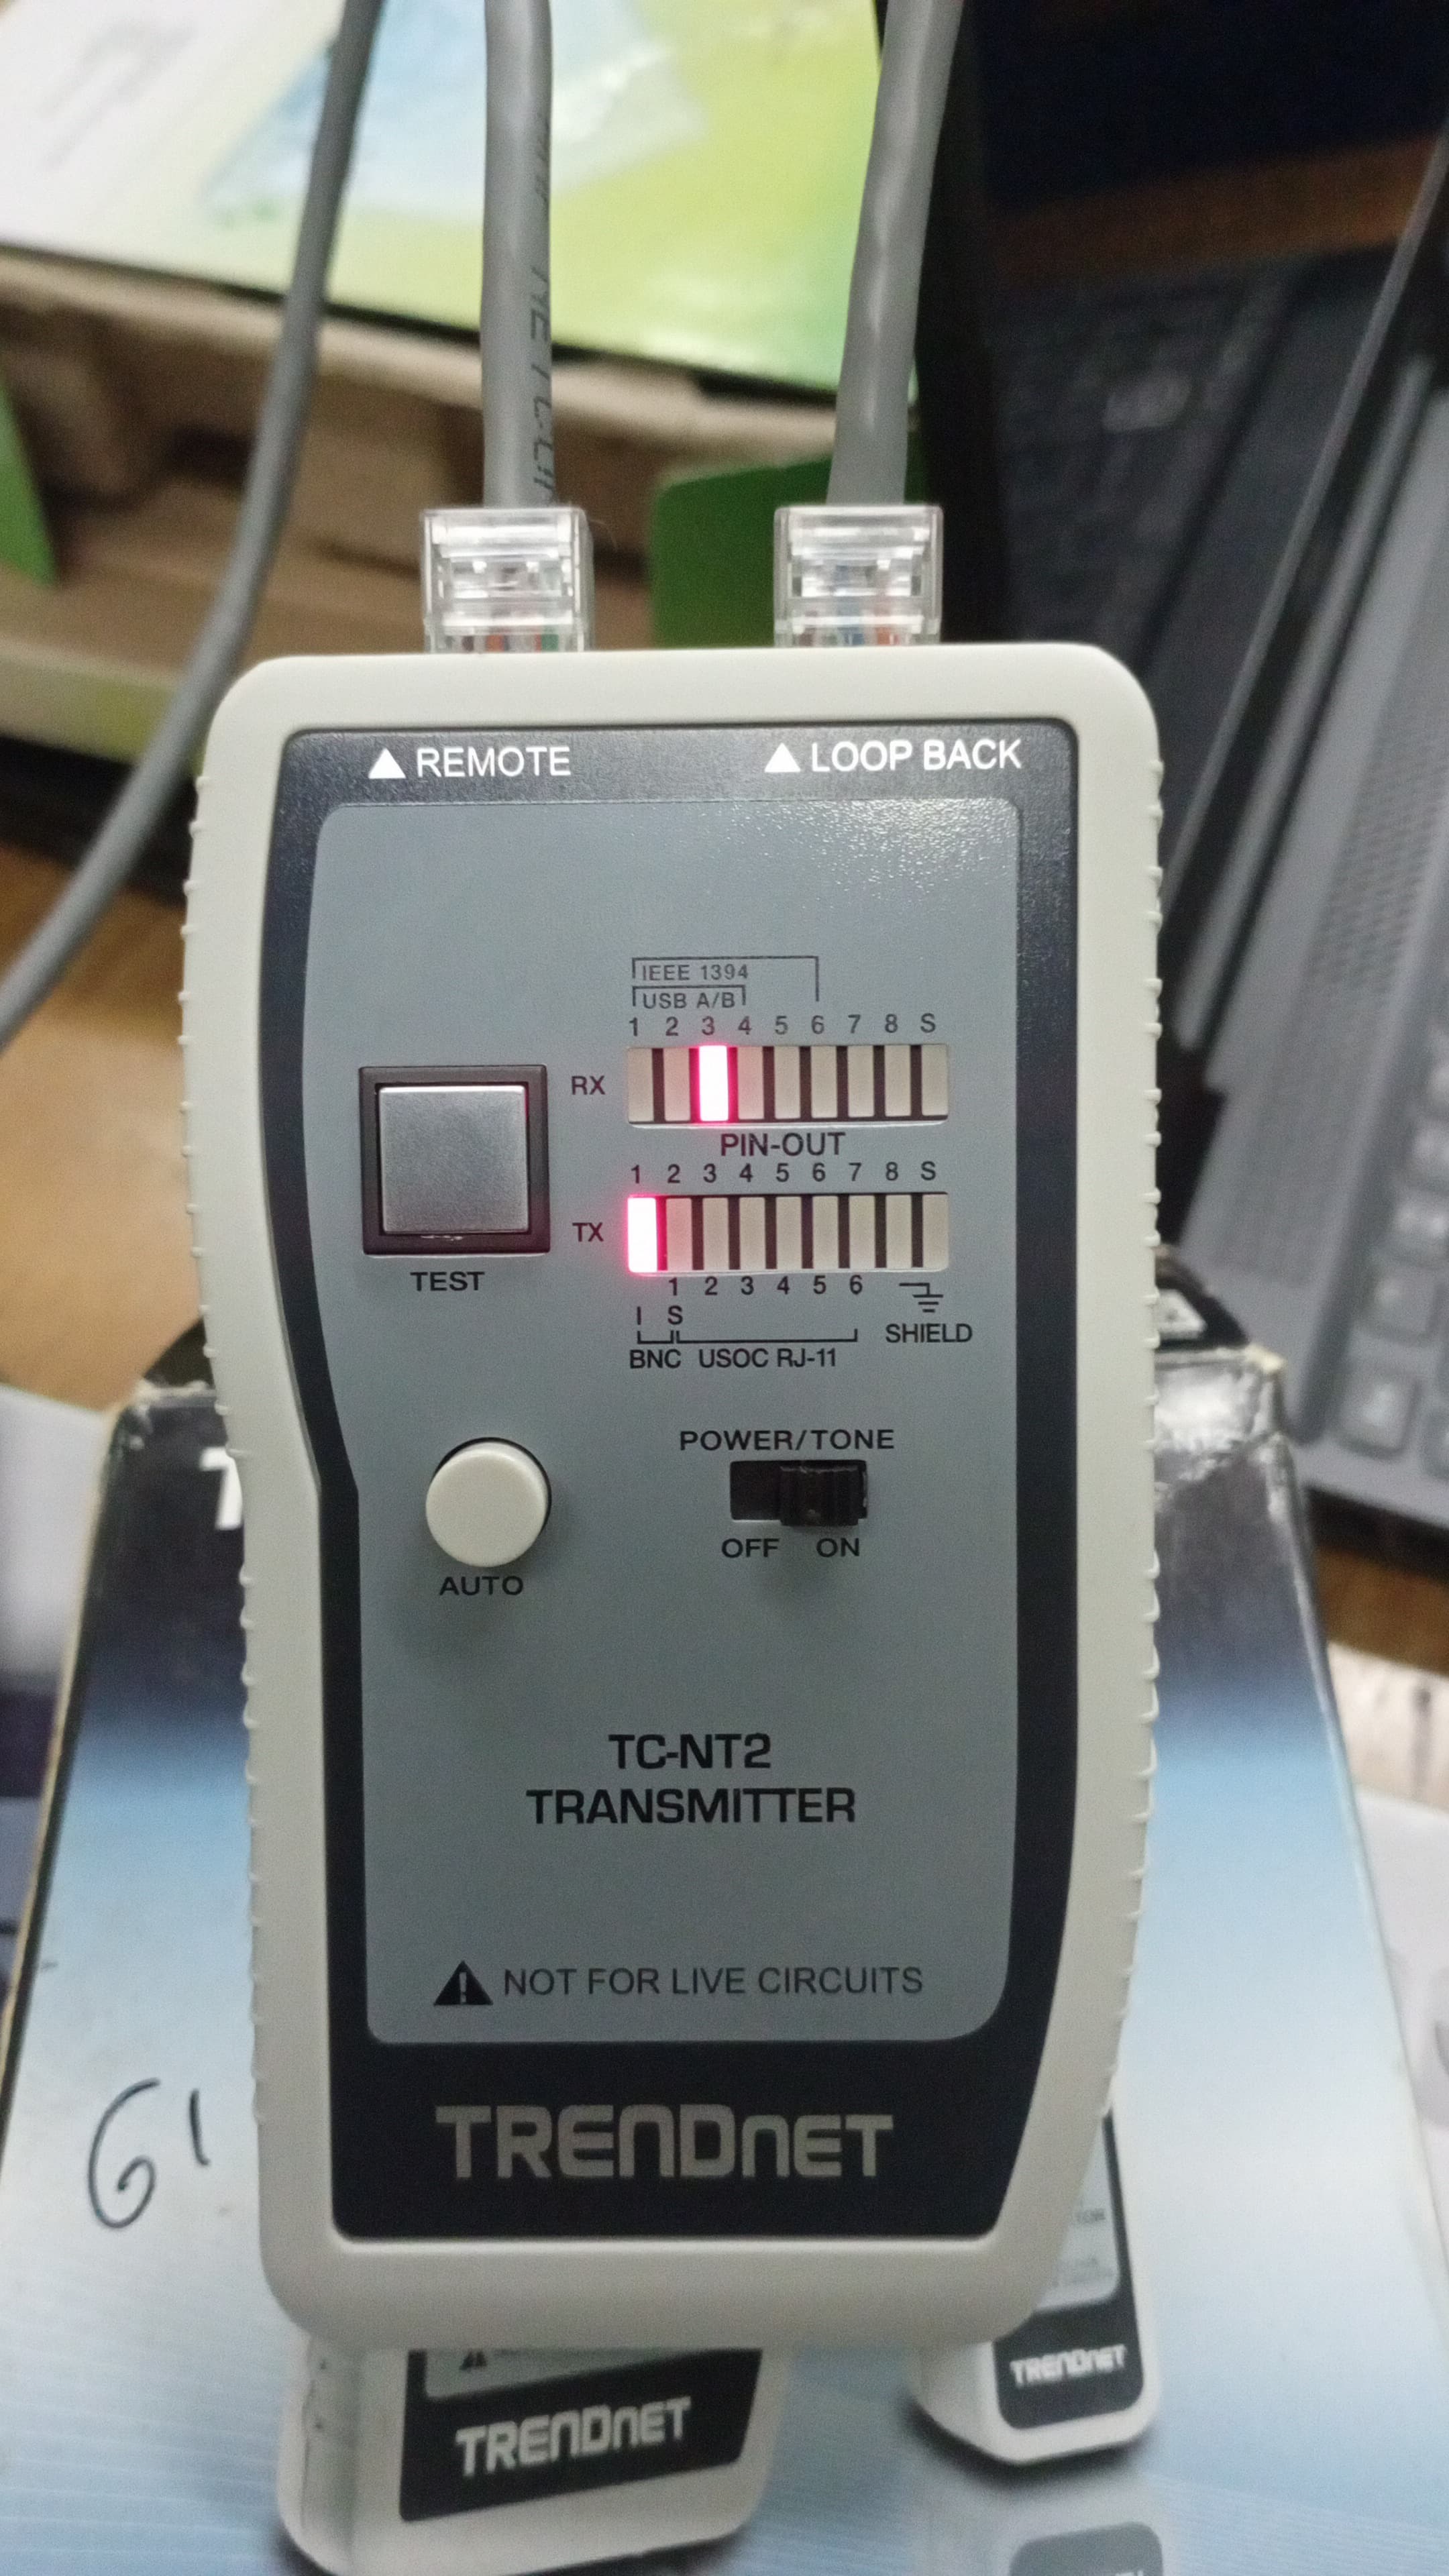 ▲ REMOTE ▲ LOOP BACK
IEEE 1394
USB A/B
1 2 3 4 5 6 7 8 S
RX
PIN-OUT
1 2 3 4 5 6 7 8 S
TX
1 2 3 4 5 6
I S
SHIELD
BNC USOC RJ-11
TEST
POWER/TONE
OFF ON
AUTO
TC-NT2
TRANSMITTER
NOT FOR LIVE CIRCUITS
TRENDNET
61
TRENDNET
TRENDNET